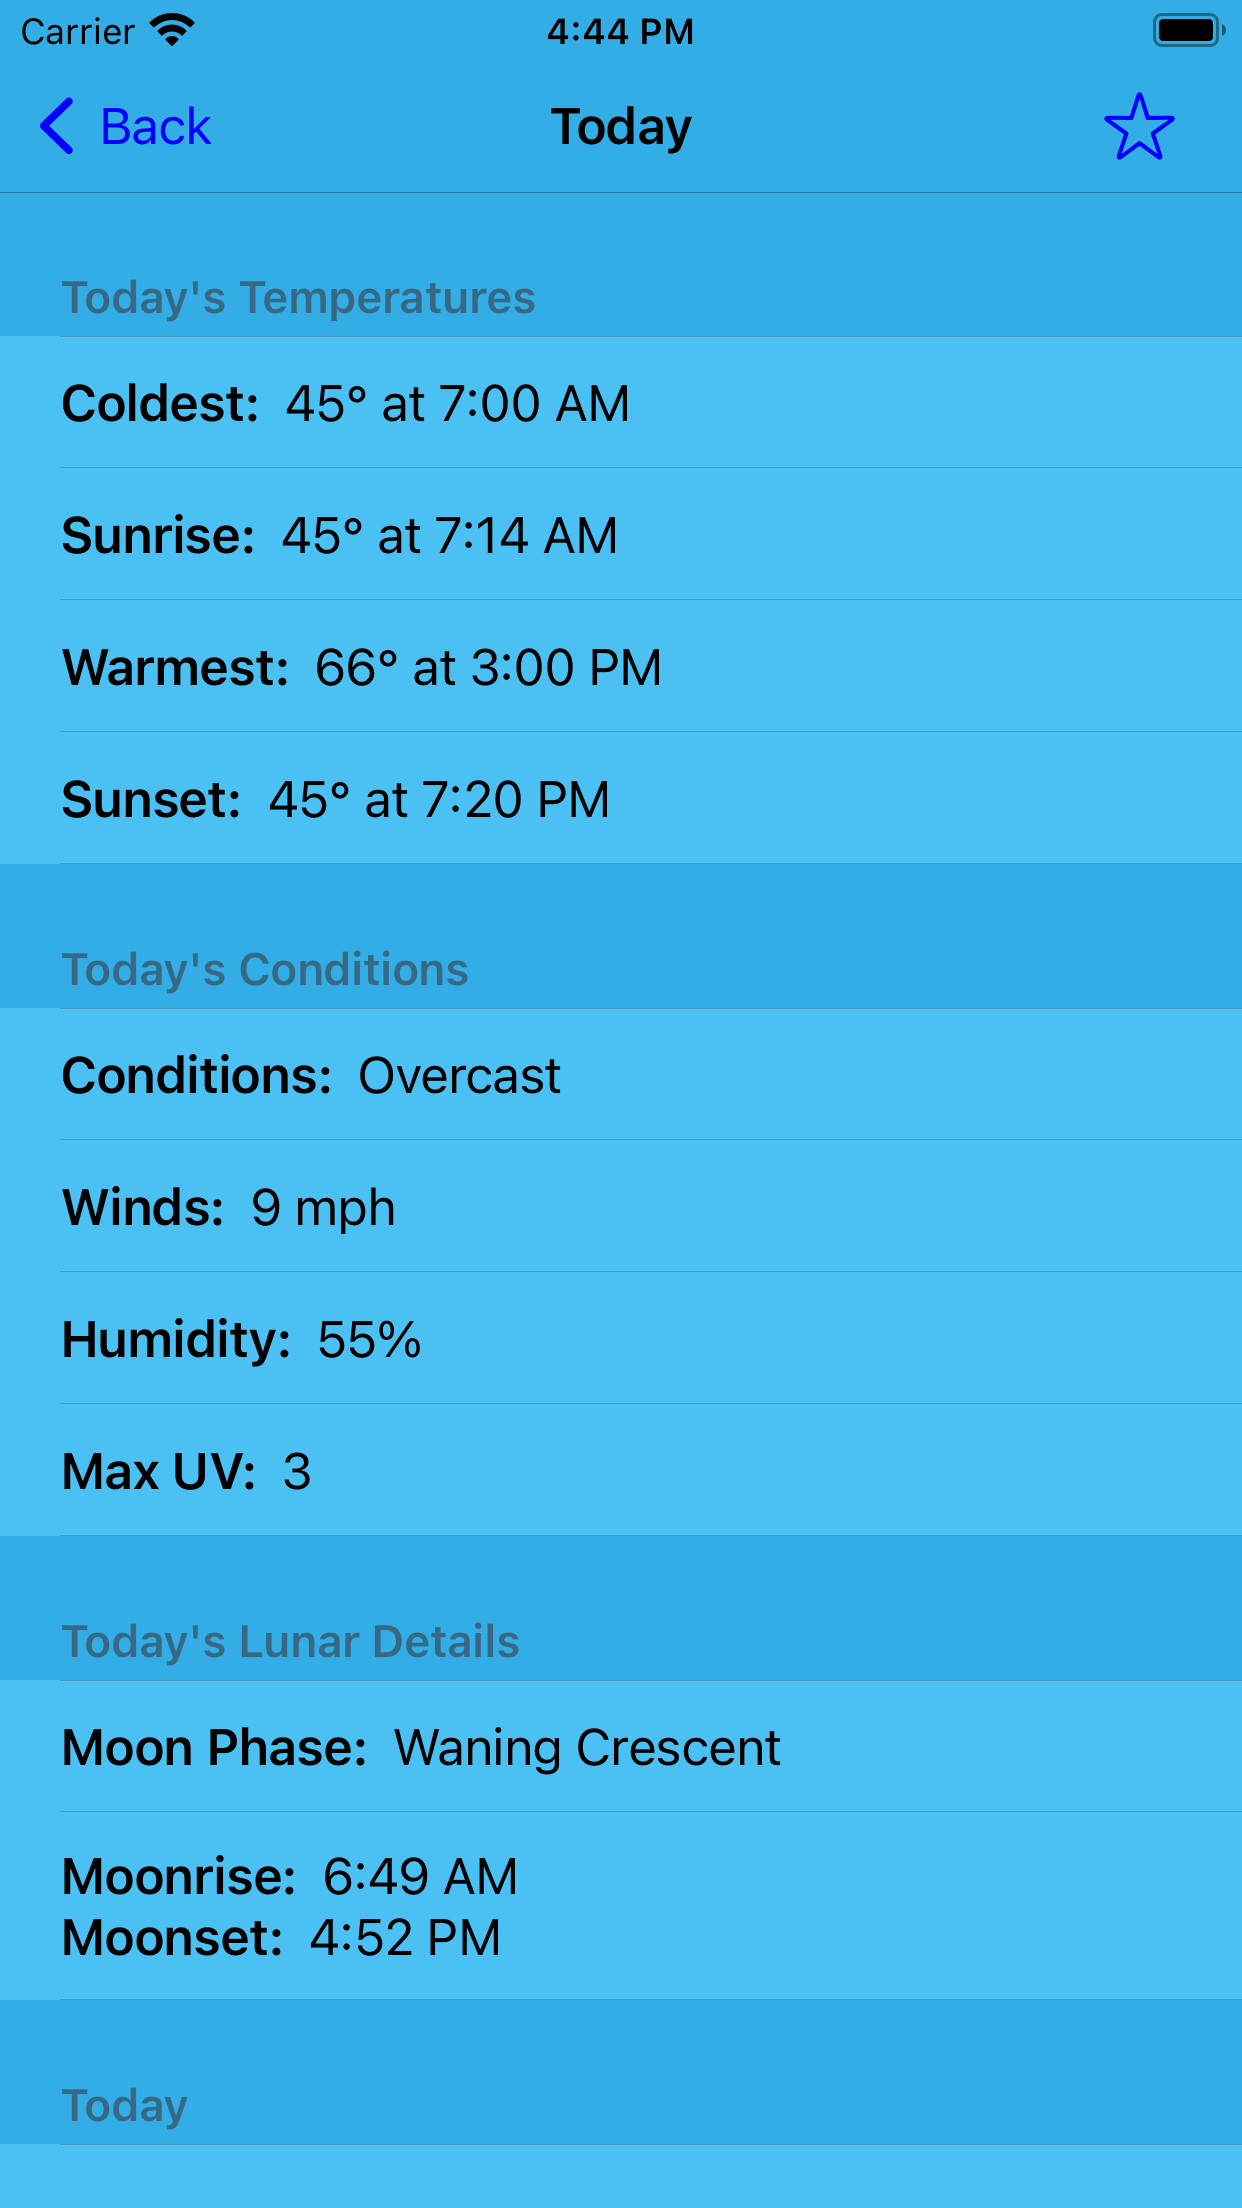 Carrier
4:44 PM
Back
Today
Today's Temperatures
Coldest: 45° at 7:00 AM
Sunrise: 45° at 7:14 AM
Warmest: 66° at 3:00 PM
Sunset: 45° at 7:20 PM
Today's Conditions
Conditions: Overcast
Winds: 9 mph
Humidity: 55%
Max UV: 3
Today's Lunar Details
Moon Phase: Waning Crescent
Moonrise: 6:49 AM
Moonset: 4:52 PM
Today